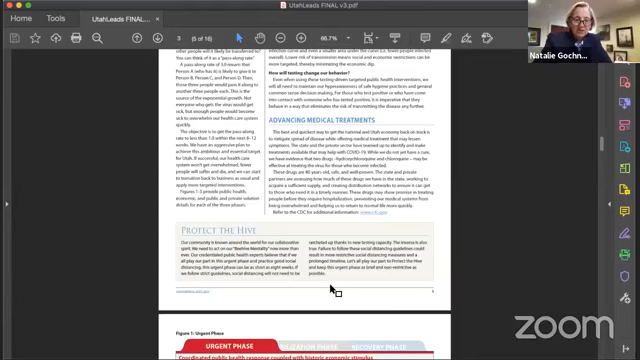 UtahLeads FINAL v3.pdf
Home Tools UtahLeads FINAL...
3 (5 of 16) 66.7%
Natalie Gochn...
other people will it likely be transferred to?
You can think of it as a "pass-along rate."
A pass-along rate of 3.0 means that
Person A (who has it) is likely to give it to
Person B, Person C, and Person D. Then,
those three people would pass it along to
another three people each. This is the
source of the exponential growth. Not
everyone who gets the virus would get
sick, but enough people would become
sick to overwhelm our health care system
quickly.
The objective is to get the pass-along
rate to less than 1.0 within the next 8–12
weeks. We have an aggressive plan to
achieve this ambitious and essential target
for Utah. If successful, our health care
system won't get overwhelmed, fewer
people will suffer and die, and we can start
to transition back to business as usual and
apply more targeted interventions.
Figures 1-3 provide public health,
economic, and public and private solution
details for each of the three phases.
infection curve and even a smaller area under the curve (i.e. fewer people infected
overall). Lower risk of transmission means social and economic restrictions can be
more targeted, thereby minimizing the economic dip.
How will testing change our behavior?
Even when using these testing-driven targeted public health interventions, we
will all need to maintain our hyperawareness of safe hygiene practices and general
common sense decision making. For those who test positive or who have come
into contact with someone who has tested positive, it is imperative that they
behave in a way that eliminates the risk of transmitting the disease any further.
ADVANCING MEDICAL TREATMENTS
The best and quickest way to get the national and Utah economy back on track is
to mitigate spread of disease while offering medical treatment that may lessen
symptoms. The state and the private sector have teamed up to identify and make
treatments available that may help with COVID-19. While we do not yet have a cure,
we have evidence that two drugs - hydroxychloroquine and chloroquine – may be
effective at treating the virus for those who become infected.
These drugs are 80 years-old, safe, and well-proven. The state and private
partners are assessing how much of these drugs we have in the state, working to
acquire a sufficient supply, and creating distribution networks to ensure it can get
to those who need it in a timely manner. These drugs may show promise in treating
people before they require hospitalization, preventing our medical system from
being overwhelmed and helping us to return to normal life more quickly.
Refer to the CDC for additional information:
PROTECT THE HIVE
Our community is known around the world for our collaborative
spirit. We need to act on our "Beehive Mentality" now more than
ever. Our credentialed public health experts believe that if we
all play our part in this urgent phase and practice good social
distancing, this urgent phase can be as short as eight weeks. If
we follow strict guidelines, social distancing will not need to be
ratcheted up thanks to new testing capacity. The inverse is also
true. Failure to follow these social distancing guidelines could
result in more restrictive social distancing measures and a
prolonged timeline. Let's all play our part to Protect the Hive
and keep this urgent phase as brief and non-restrictive as
possible.
Figure 1: Urgent Phase
URGENT PHASE
RECOVERY PHASE
Coordinated public health response coupled with historic economic stimulus
zoom